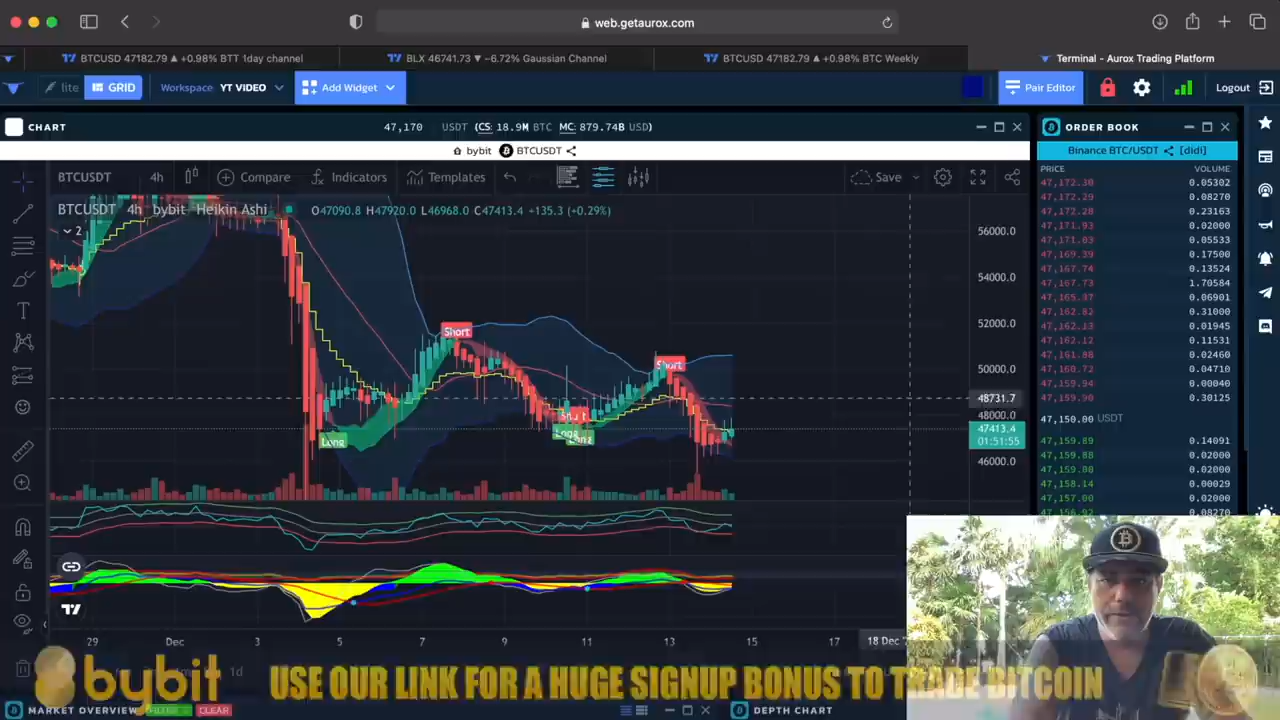 web.getaurox.com
BTCUSD 47182.79 ▲ +0.98% BTT 1day channel
BLX 46741.73 ▼ −6.72% Gaussian Channel
BTCUSD 47182.79 ▲ +0.98% BTC Weekly
Terminal - Aurox Trading Platform
lite
GRID
Workspace YT VIDEO
Add Widget
Pair Editor
Logout
CHART
47,170 USDT (CS: 18.9M BTC MC: 879.74B USD)
ORDER BOOK
bybit BTCUSDT
Binance BTC/USDT [didi]
BTCUSDT 4h Compare Indicators Templates Save
BTCUSDT 4h bybit Heikin Ashi O47090.8 H47920.0 L46968.0 C47413.4 +135.3 (+0.29%)
2
PRICE VOLUME
47,172.30 0.05302
47,172.29 0.08270
47,172.28 0.23163
47,171.93 0.02000
47,171.03 0.05533
47,169.39 0.17500
47,167.74 0.13524
47,167.73 1.70584
47,165.37 0.06901
47,162.82 0.31000
47,162.13 0.01945
47,162.12 0.11531
47,161.88 0.02460
47,160.72 0.04710
47,159.94 0.00040
47,159.90 0.30125
47,150.00 USDT
47,159.89 0.14091
47,159.88 0.02000
47,159.80 0.02000
47,158.14 0.00029
47,157.00 0.02000
47,156.92 0.08270
56000.0
54000.0
52000.0
50000.0
48731.7
48000.0
47413.4
01:51:55
46000.0
Short
Short
Long
Long
29 Dec 3 5 7 9 11 13 15 17 18 Dec
1d
bybit USE OUR LINK FOR A HUGE SIGNUP BONUS TO TRADE BITCOIN
MARKET OVERVIEW
CLEAR
DEPTH CHART